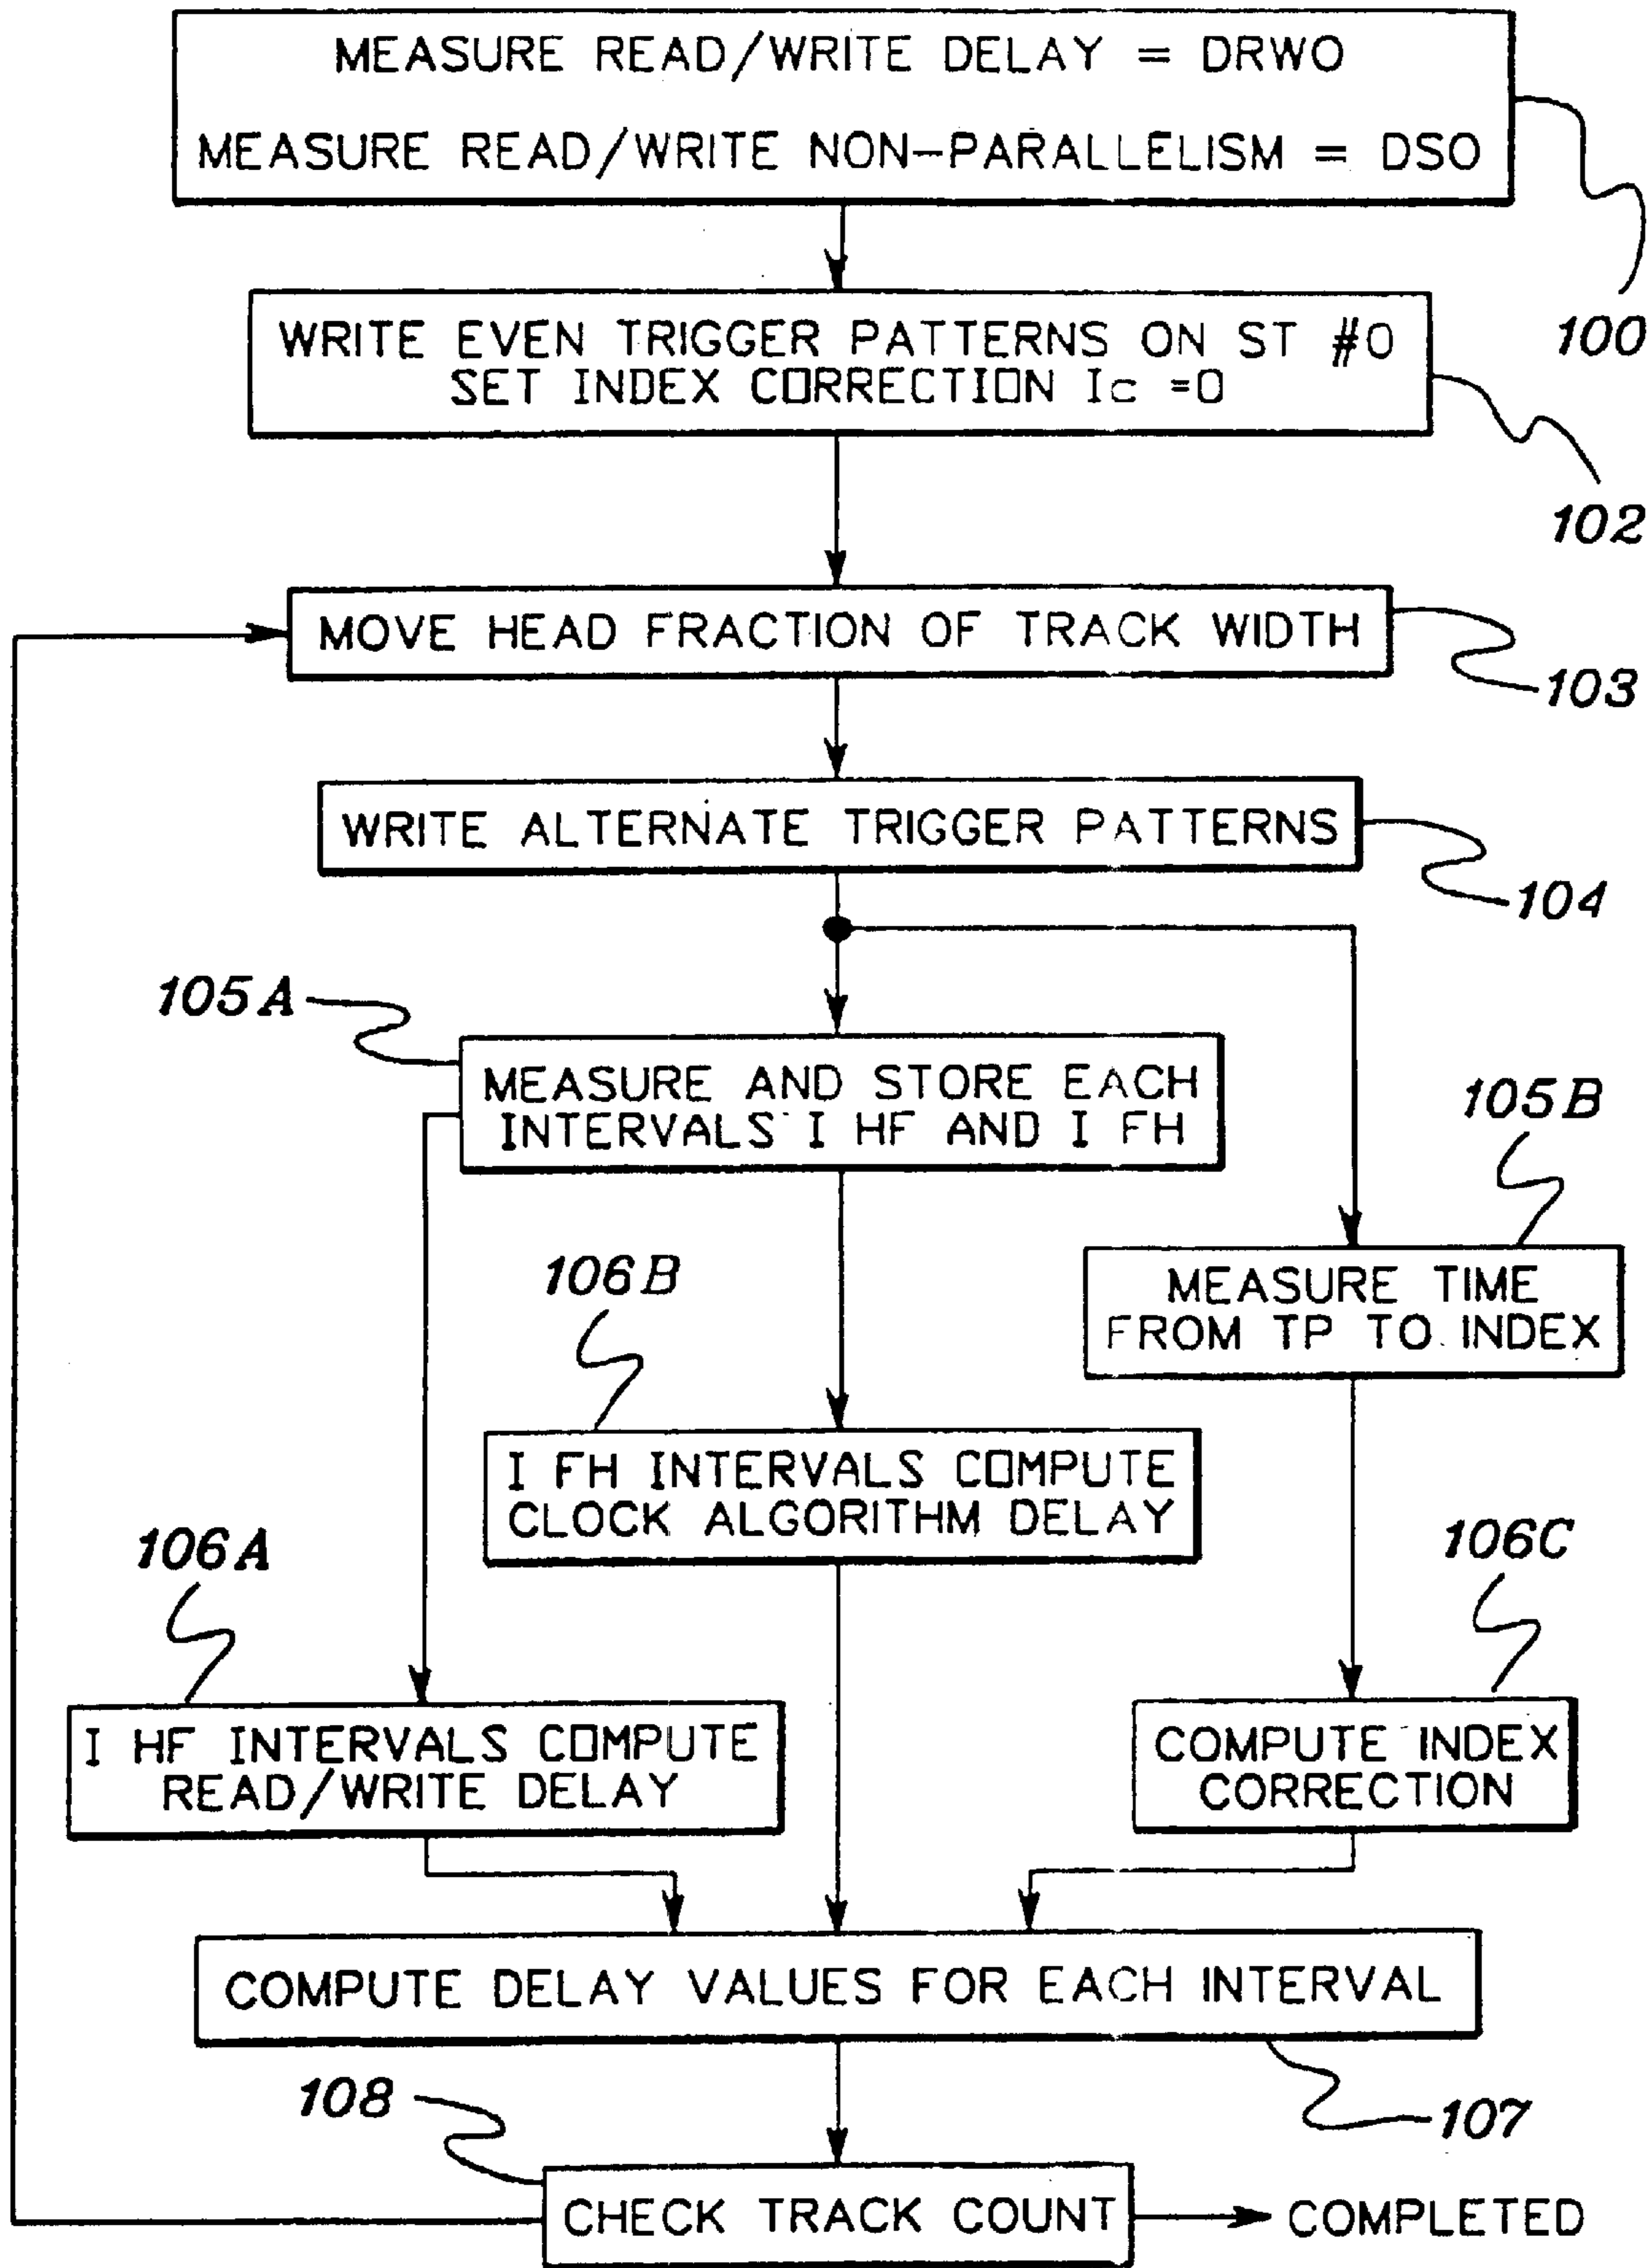 MEASURE READ/WRITE DELAY = DRWO
MEASURE READ/WRITE NON-PARALLELISM = DSO
100
WRITE EVEN TRIGGER PATTERNS ON ST #0
SET INDEX CORRECTION Ic =0
102
MOVE HEAD FRACTION OF TRACK WIDTH
103
WRITE ALTERNATE TRIGGER PATTERNS
104
105A
MEASURE AND STORE EACH
INTERVALS I HF AND I FH
105B
MEASURE TIME
FROM TP TO INDEX
106B
I FH INTERVALS COMPUTE
CLOCK ALGORITHM DELAY
106A
I HF INTERVALS COMPUTE
READ/WRITE DELAY
106C
COMPUTE INDEX
CORRECTION
COMPUTE DELAY VALUES FOR EACH INTERVAL
107
108
CHECK TRACK COUNT
COMPLETED